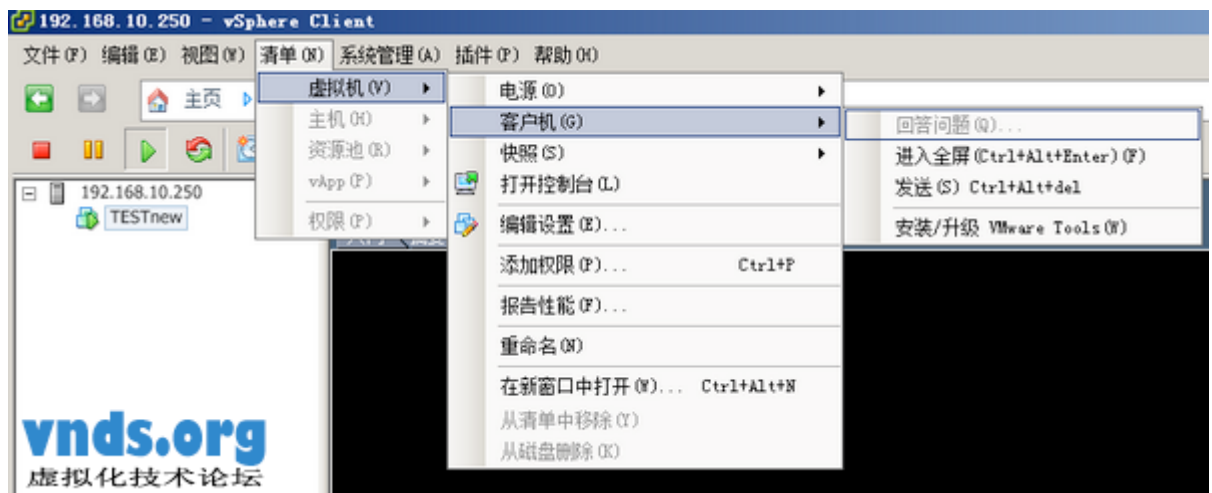 192.168.10.250 - vSphere Client
文件(F) 编辑(E) 视图(W) 清单(N) 系统管理(A) 插件(P) 帮助(H)
主页
虚拟机(V)
主机(H)
资源池(R)
vApp(P)
权限(P)
电源(O)
客户机(G)
快照(S)
打开控制台(L)
编辑设置(E)...
添加权限(P)... Ctrl+P
报告性能(F)...
重命名(N)
在新窗口中打开(W)... Ctrl+Alt+N
从清单中移除(Y)
从磁盘删除(K)
回答问题(Q)...
进入全屏(Ctrl+Alt+Enter)(F)
发送(S) Ctrl+Alt+del
安装/升级 VMware Tools(W)
192.168.10.250
TESTnew
vnds.org
虚拟化技术论坛